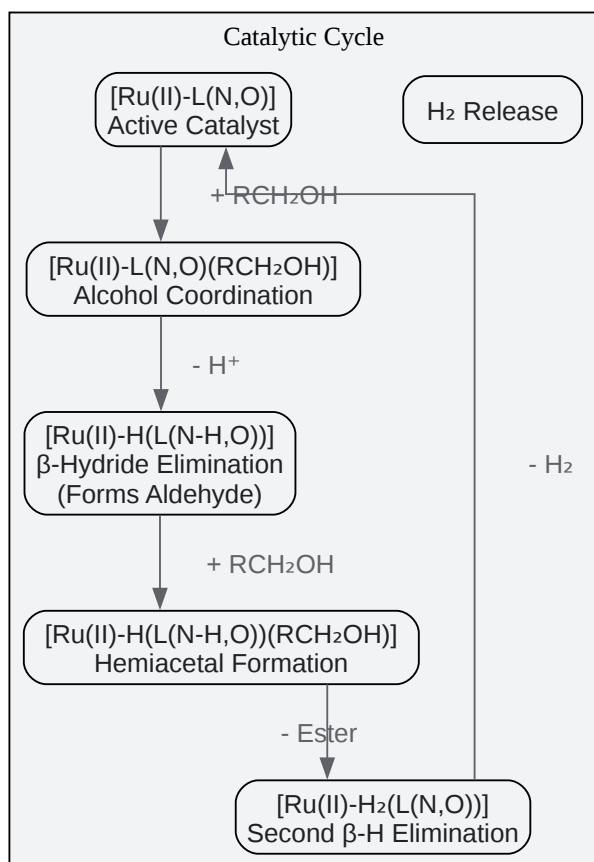 Catalytic Cycle
[Ru(II)-L(N,O)]
Active Catalyst
H₂ Release
+ RCH₂OH
[Ru(II)-L(N,O)(RCH₂OH)]
Alcohol Coordination
- H⁺
[Ru(II)-H(L(N-H,O))]
β-Hydride Elimination
(Forms Aldehyde)
- H₂
+ RCH₂OH
[Ru(II)-H(L(N-H,O))(RCH₂OH)]
Hemiacetal Formation
- Ester
[Ru(II)-H₂(L(N,O))]
Second β-H Elimination